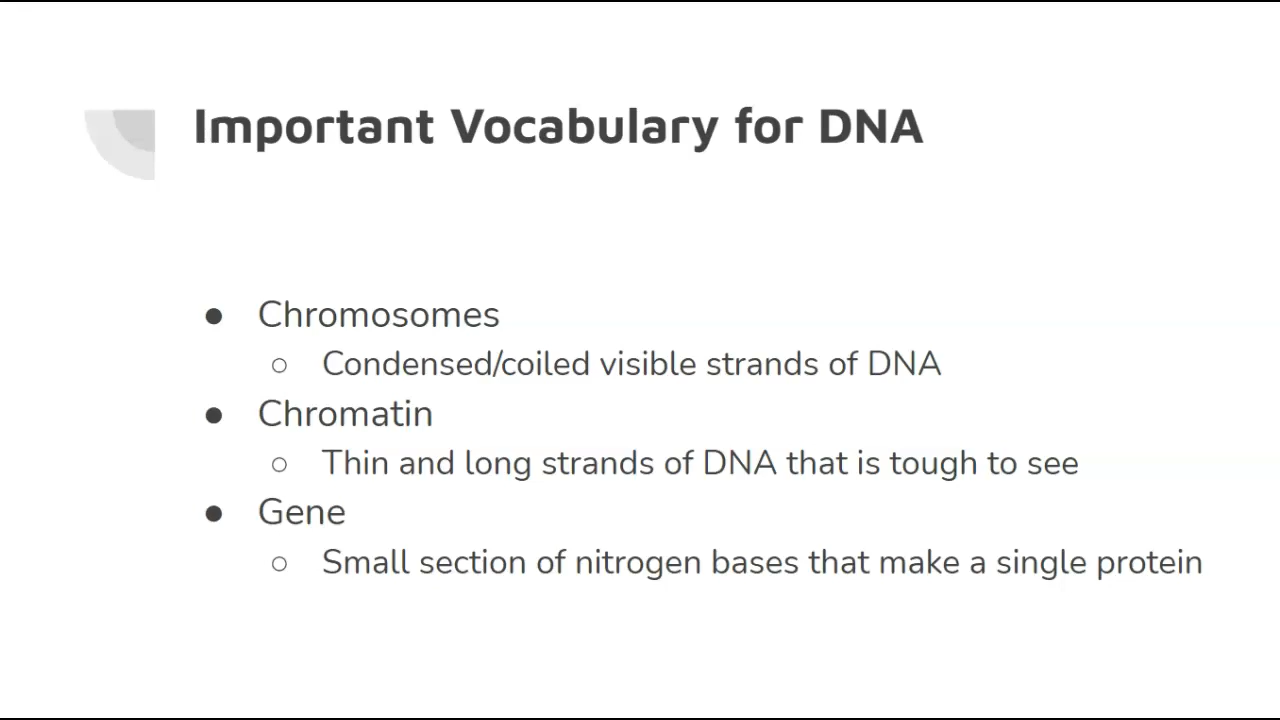 Important Vocabulary for DNA
● Chromosomes
○ Condensed/coiled visible strands of DNA
● Chromatin
○ Thin and long strands of DNA that is tough to see
● Gene
○ Small section of nitrogen bases that make a single protein